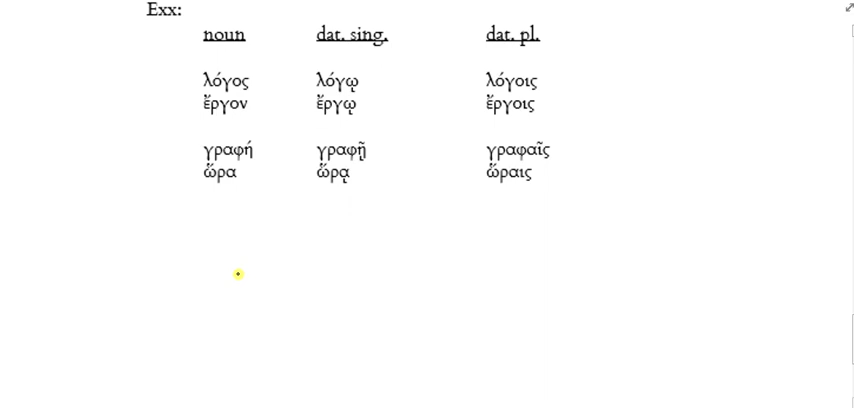 Exx:
noun dat. sing. dat. pl.
λόγος λόγῳ λόγοις
ἔργον ἔργῳ ἔργοις
γραφή γραφῇ γραφαῖς
ὥρα ὥρᾳ ὥραις